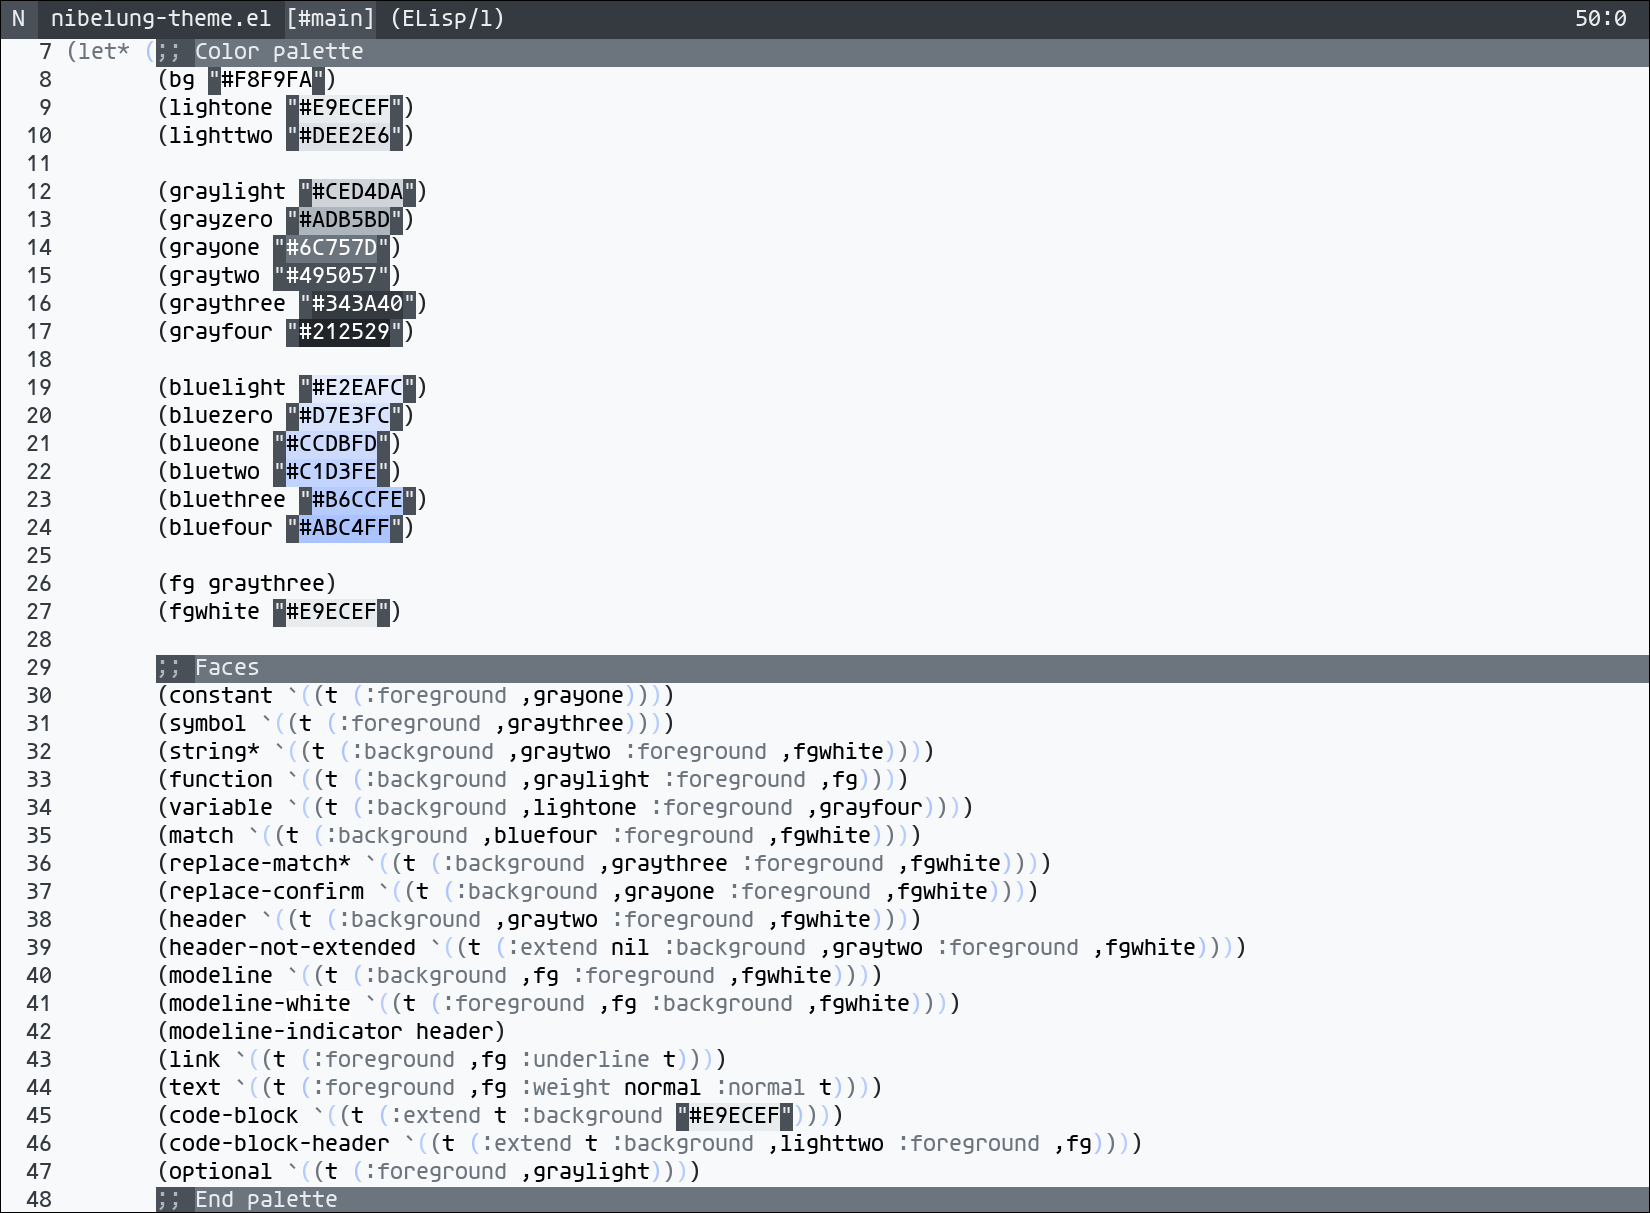 N nibelung-theme.el [#main] (ELisp/l) 50:0
7 (let* (;; Color palette
8 (bg "#F8F9FA")
9 (lightone "#E9ECEF")
10 (lighttwo "#DEE2E6")
11
12 (graylight "#CED4DA")
13 (grayzero "#ADB5BD")
14 (grayone "#6C757D")
15 (graytwo "#495057")
16 (graythree "#343A40")
17 (grayfour "#212529")
18
19 (bluelight "#E2EAFC")
20 (bluezero "#D7E3FC")
21 (blueone "#CCDBFD")
22 (bluetwo "#C1D3FE")
23 (bluethree "#B6CCFE")
24 (bluefour "#ABC4FF")
25
26 (fg graythree)
27 (fgwhite "#E9ECEF")
28
29 ;; Faces
30 (constant `((t (:foreground ,grayone))))
31 (symbol `((t (:foreground ,graythree))))
32 (string* `((t (:background ,graytwo :foreground ,fgwhite))))
33 (function `((t (:background ,graylight :foreground ,fg))))
34 (variable `((t (:background ,lightone :foreground ,grayfour))))
35 (match `((t (:background ,bluefour :foreground ,fgwhite))))
36 (replace-match* `((t (:background ,graythree :foreground ,fgwhite))))
37 (replace-confirm `((t (:background ,grayone :foreground ,fgwhite))))
38 (header `((t (:background ,graytwo :foreground ,fgwhite))))
39 (header-not-extended `((t (:extend nil :background ,graytwo :foreground ,fgwhite))))
40 (modeline `((t (:background ,fg :foreground ,fgwhite))))
41 (modeline-white `((t (:foreground ,fg :background ,fgwhite))))
42 (modeline-indicator header)
43 (link `((t (:foreground ,fg :underline t))))
44 (text `((t (:foreground ,fg :weight normal :normal t))))
45 (code-block `((t (:extend t :background "#E9ECEF"))))
46 (code-block-header `((t (:extend t :background ,lighttwo :foreground ,fg))))
47 (optional `((t (:foreground ,graylight))))
48 ;; End palette